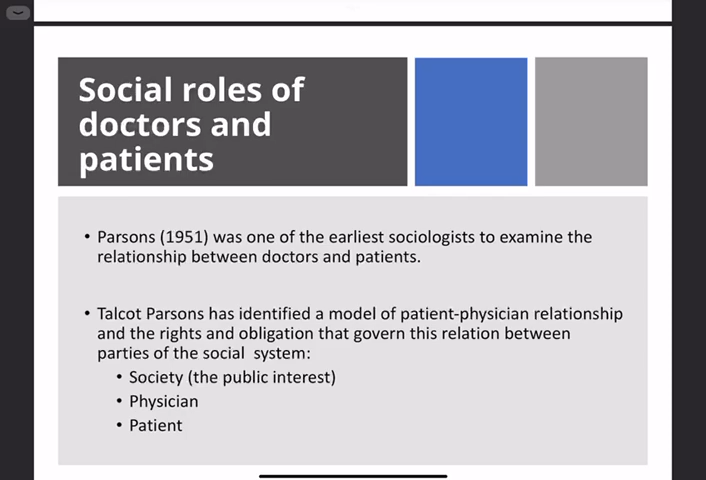 Social roles of
doctors and
patients
• Parsons (1951) was one of the earliest sociologists to examine the
relationship between doctors and patients.
• Talcot Parsons has identified a model of patient-physician relationship
and the rights and obligation that govern this relation between
parties of the social system:
• Society (the public interest)
• Physician
• Patient